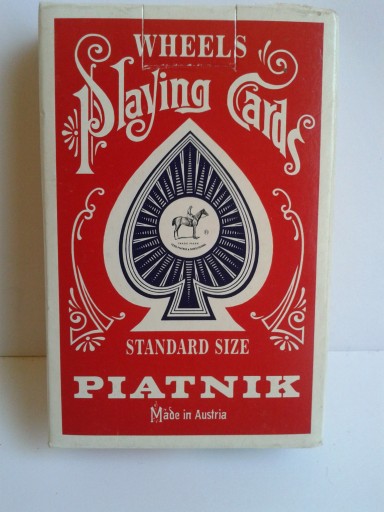 WHEELS
Playing Cards
STANDARD SIZE
PIATNIK
Made in Austria